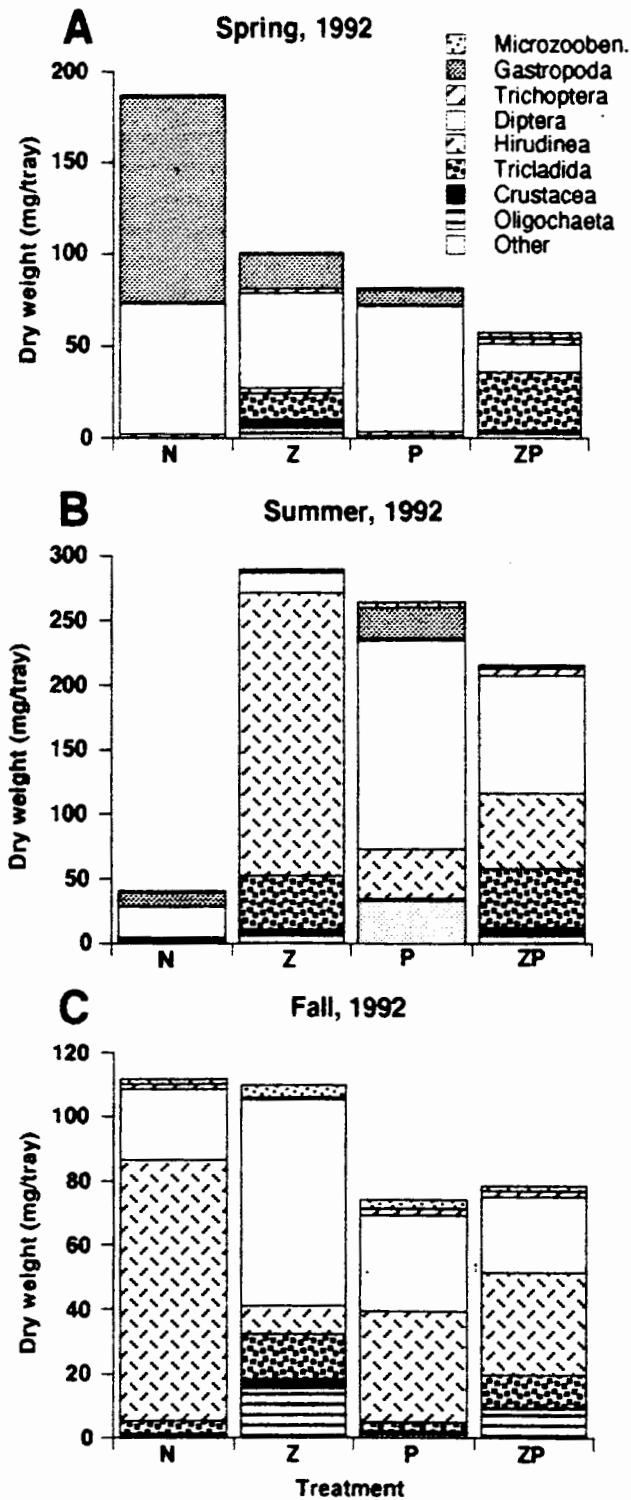 A
Spring, 1992
Microzooben.
Gastropoda
Trichoptera
Diptera
Hirudinea
Tricladida
Crustacea
Oligochaeta
Other
200
150
100
50
0
Dry weight (mg/tray)
N Z P ZP
B
Summer, 1992
300
250
200
150
100
50
0
Dry weight (mg/tray)
N Z P ZP
C
Fall, 1992
120
100
80
60
40
20
0
Dry weight (mg/tray)
N Z P ZP
Treatment